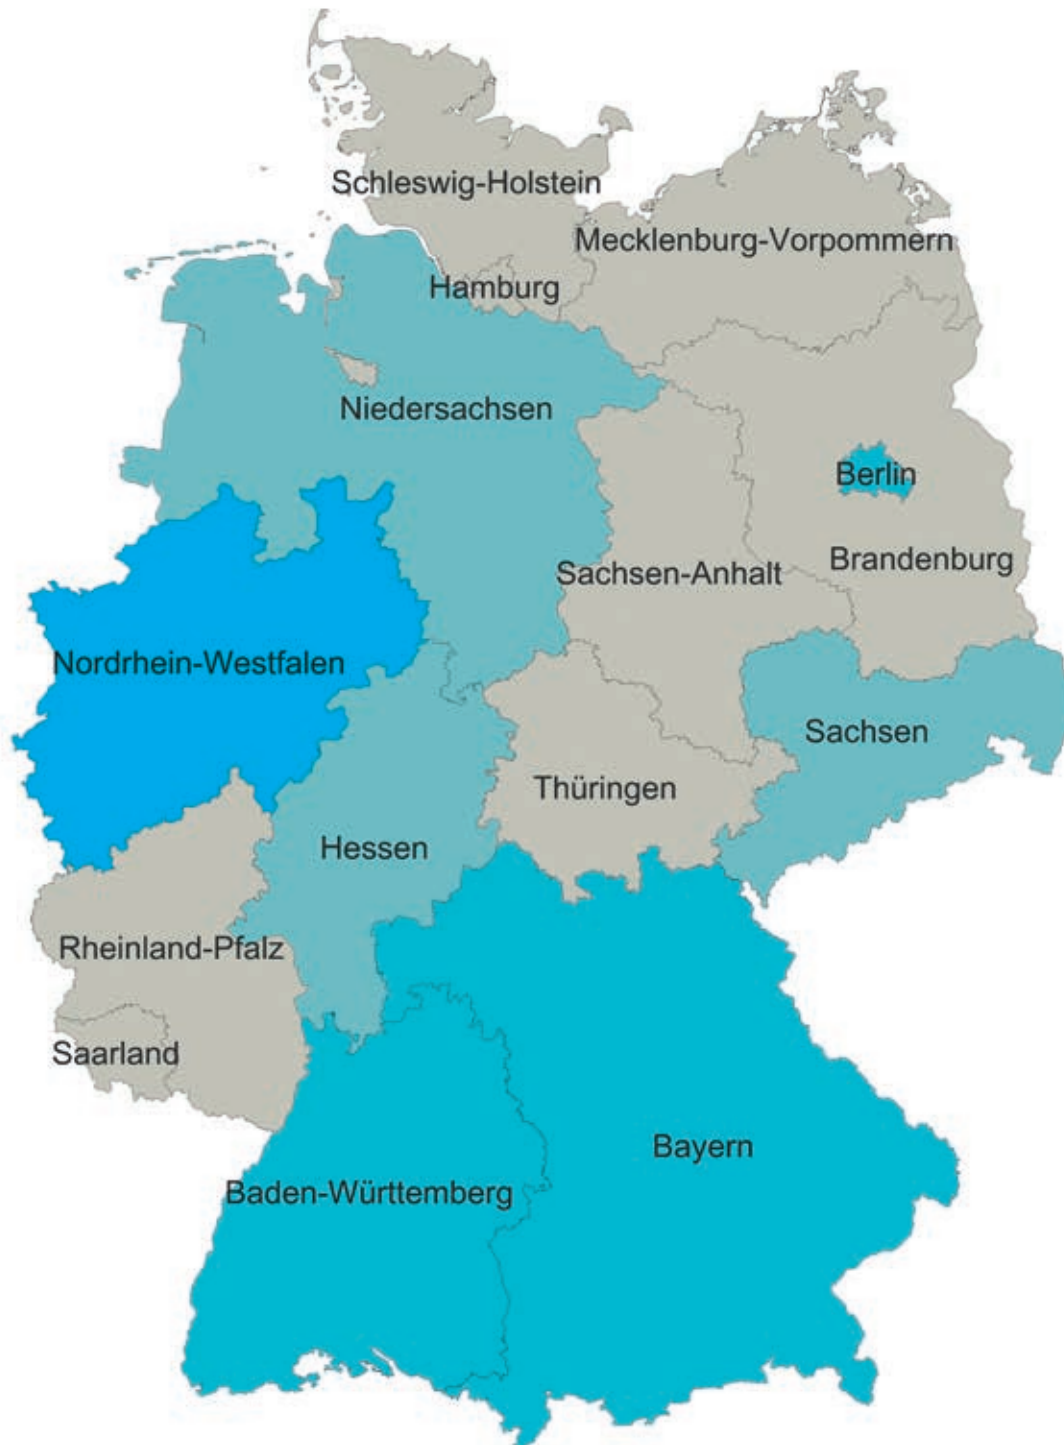 Schleswig-Holstein
Mecklenburg-Vorpommern
Hamburg
Niedersachsen
Berlin
Brandenburg
Sachsen-Anhalt
Nordrhein-Westfalen
Sachsen
Thüringen
Hessen
Rheinland-Pfalz
Saarland
Bayern
Baden-Württemberg